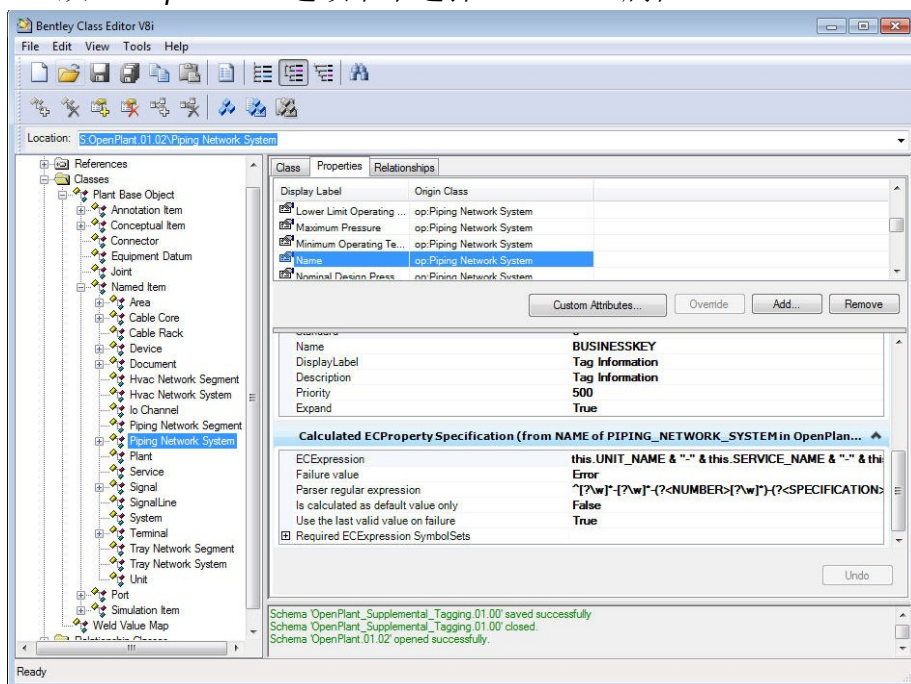 Bentley Class Editor V8i
File Edit View Tools Help
Location: S:OpenPlant.01.02\Piping Network System
References
Classes
Plant Base Object
Annotation Item
Conceptual Item
Connector
Equipment Datum
Joint
Named Item
Area
Cable Core
Cable Rack
Device
Document
Hvac Network Segment
Hvac Network System
Io Channel
Piping Network Segment
Piping Network System
Plant
Service
Signal
SignalLine
System
Terminal
Tray Network Segment
Tray Network System
Unit
Port
Simulation Item
Weld Value Map
Relationship Classes
Class Properties Relationships
Display Label Origin Class
Lower Limit Operating ... op:Piping Network System
Maximum Pressure op:Piping Network System
Minimum Operating Te... op:Piping Network System
Name op:Piping Network System
Nominal Design Press op:Piping Network System
Custom Attributes... Override Add... Remove
Name BUSINESSKEY
DisplayLabel Tag Information
Description Tag Information
Priority 500
Expand True
Calculated ECProperty Specification (from NAME of PIPING_NETWORK_SYSTEM in OpenPlan...
ECExpression this.UNIT_NAME & "-" & this.SERVICE_NAME & "-" & thi
Failure value Error
Parser regular expression ^[?\w]*-[?\w]*-(?<NUMBER>[?\w]*)-(?<SPECIFICATION>
Is calculated as default value only False
Use the last valid value on failure True
Required ECExpression SymbolSets
Undo
Schema 'OpenPlant_Supplemental_Tagging.01.00' saved successfully
Schema 'OpenPlant_Supplemental_Tagging.01.00' closed.
Schema 'OpenPlant.01.02' opened successfully.
Ready